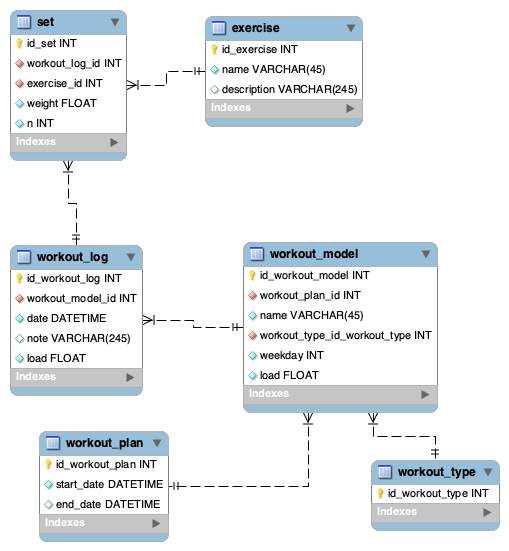 set
id_set INT
workout_log_id INT
exercise_id INT
weight FLOAT
n INT
Indexes
exercise
id_exercise INT
name VARCHAR(45)
description VARCHAR(245)
Indexes
workout_log
id_workout_log INT
workout_model_id INT
date DATETIME
note VARCHAR(245)
load FLOAT
Indexes
workout_model
id_workout_model INT
workout_plan_id INT
name VARCHAR(45)
workout_type_id_workout_type INT
weekday INT
load FLOAT
Indexes
workout_plan
id_workout_plan INT
start_date DATETIME
end_date DATETIME
Indexes
workout_type
id_workout_type INT
Indexes